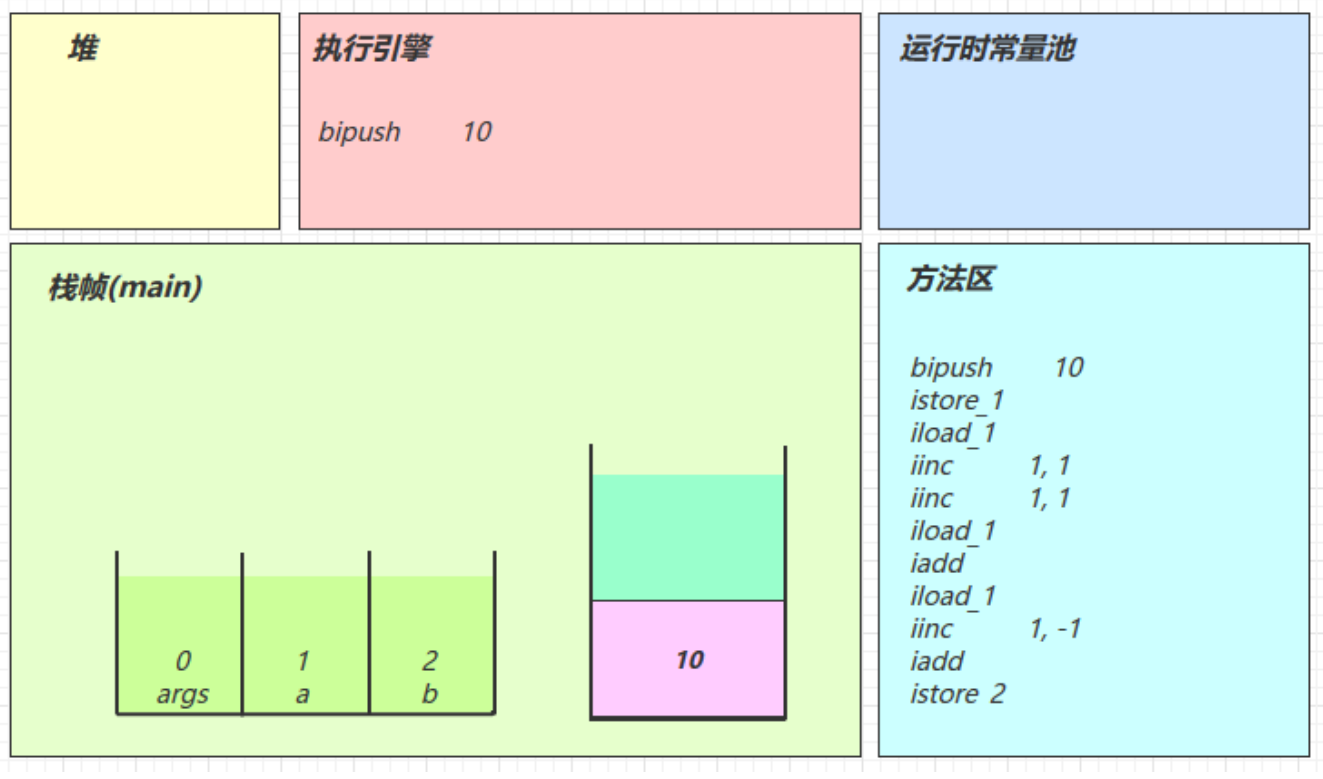 堆
执行引擎
bipush 10
运行时常量池
栈帧(main)
0 1 2
args a b
10
方法区
bipush 10
istore_1
iload_1
iinc 1, 1
iinc 1, 1
iload_1
iadd
iload_1
iinc 1, -1
iadd
istore 2